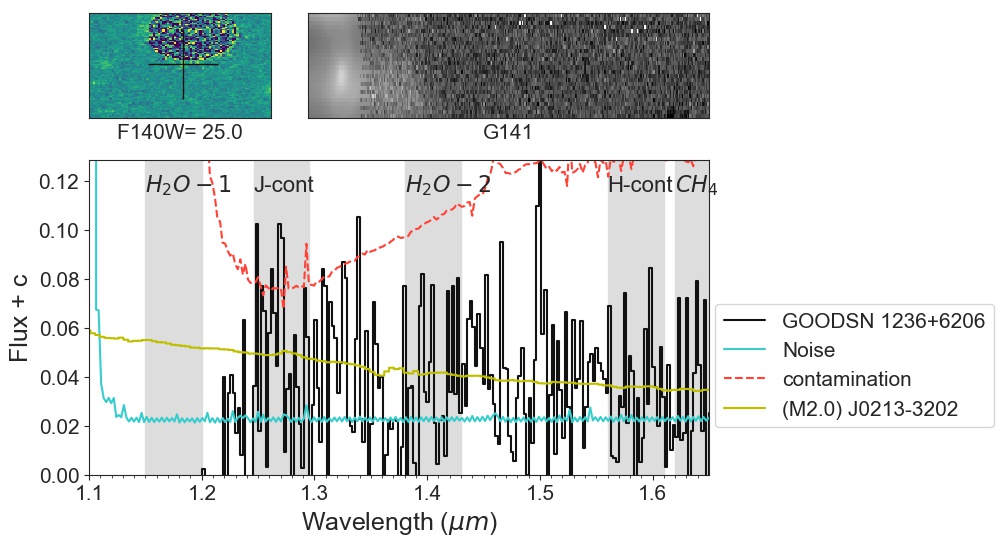 F140W= 25.0
G141
H₂O − 1
J-cont
H₂O − 2
H-cont
CH₄
0.12
0.10
0.08
0.06
0.04
0.02
0.00
Flux + c
1.1
1.2
1.3
1.4
1.5
1.6
Wavelength (μm)
GOODSN 1236+6206
Noise
contamination
(M2.0) J0213-3202